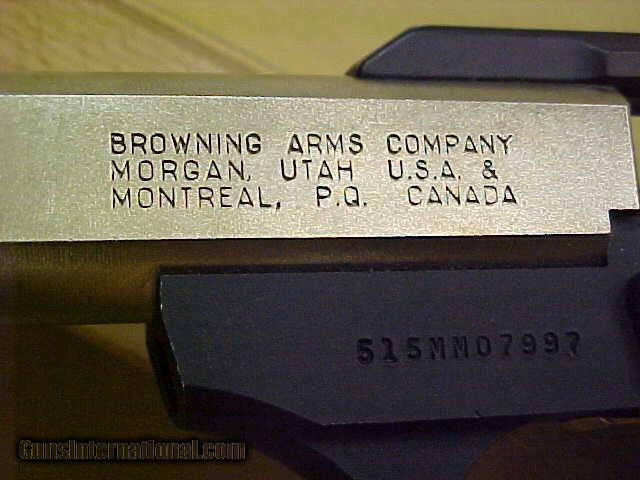 BROWNING ARMS COMPANY
MORGAN, UTAH U.S.A. &
MONTREAL, P.Q. CANADA
515MM07997
GunsInternational.com